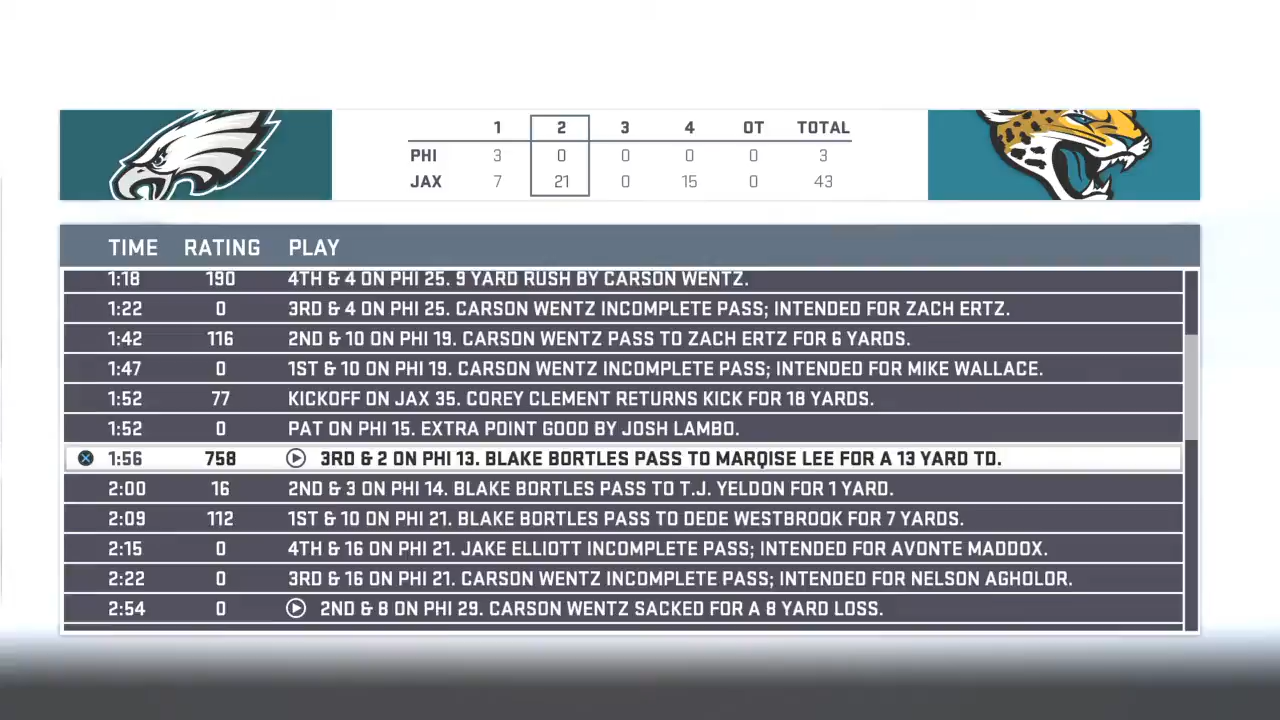 1 2 3 4 OT TOTAL
PHI 3 0 0 0 0 3
JAX 7 21 0 15 0 43
TIME RATING PLAY
1:18 190 4TH & 4 ON PHI 25. 9 YARD RUSH BY CARSON WENTZ.
1:22 0 3RD & 4 ON PHI 25. CARSON WENTZ INCOMPLETE PASS; INTENDED FOR ZACH ERTZ.
1:42 116 2ND & 10 ON PHI 19. CARSON WENTZ PASS TO ZACH ERTZ FOR 6 YARDS.
1:47 0 1ST & 10 ON PHI 19. CARSON WENTZ INCOMPLETE PASS; INTENDED FOR MIKE WALLACE.
1:52 77 KICKOFF ON JAX 35. COREY CLEMENT RETURNS KICK FOR 18 YARDS.
1:52 0 PAT ON PHI 15. EXTRA POINT GOOD BY JOSH LAMBO.
1:56 758 3RD & 2 ON PHI 13. BLAKE BORTLES PASS TO MARQISE LEE FOR A 13 YARD TD.
2:00 16 2ND & 3 ON PHI 14. BLAKE BORTLES PASS TO T.J. YELDON FOR 1 YARD.
2:09 112 1ST & 10 ON PHI 21. BLAKE BORTLES PASS TO DEDE WESTBROOK FOR 7 YARDS.
2:15 0 4TH & 16 ON PHI 21. JAKE ELLIOTT INCOMPLETE PASS; INTENDED FOR AVONTE MADDOX.
2:22 0 3RD & 16 ON PHI 21. CARSON WENTZ INCOMPLETE PASS; INTENDED FOR NELSON AGHOLOR.
2:54 0 2ND & 8 ON PHI 29. CARSON WENTZ SACKED FOR A 8 YARD LOSS.